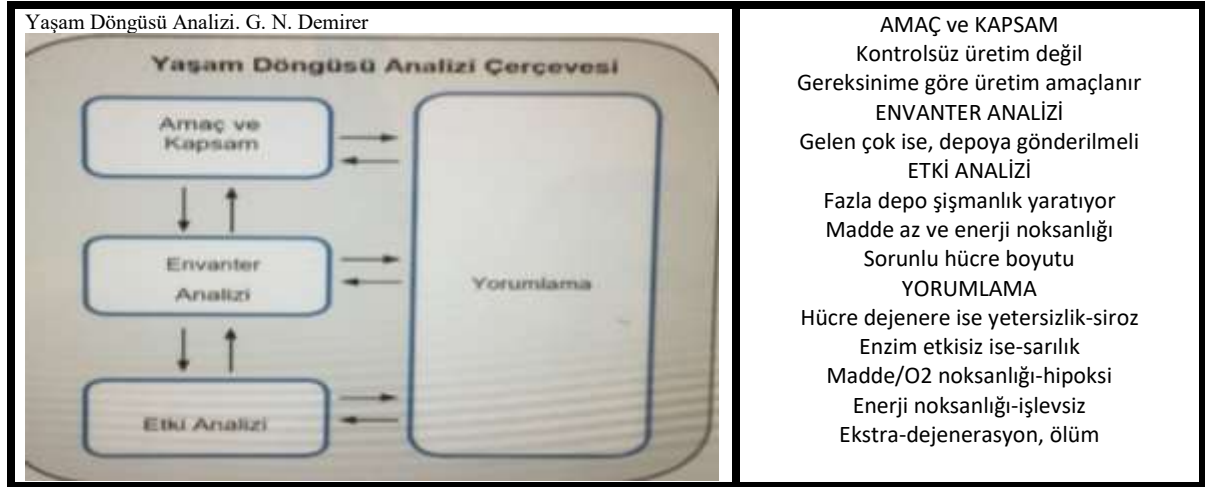 Yaşam Döngüsü Analizi. G. N. Demirer
Yaşam Döngüsü Analizi Çerçevesi
Amaç ve
Kapsam
Envanter
Analizi
Etki Analizi
Yorumlama
AMAÇ ve KAPSAM
Kontrolsüz üretim değil
Gereksinime göre üretim amaçlanır
ENVANTER ANALİZİ
Gelen çok ise, depoya gönderilmeli
ETKİ ANALİZİ
Fazla depo şişmanlık yaratıyor
Madde az ve enerji noksanlığı
Sorunlu hücre boyutu
YORUMLAMA
Hücre dejenere ise yetersizlik-siroz
Enzim etkisiz ise-sarılık
Madde/O2 noksanlığı-hipoksi
Enerji noksanlığı-işlevsiz
Ekstra-dejenerasyon, ölüm